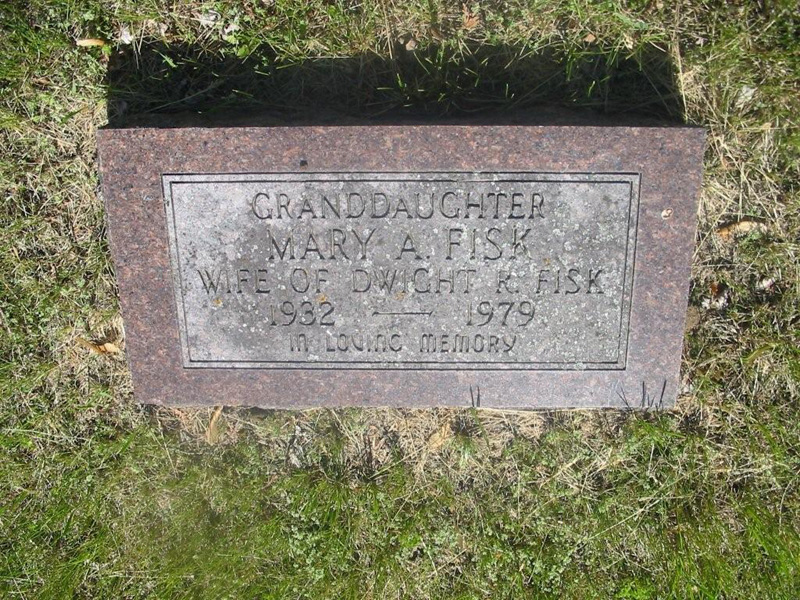 GRANDDAUGHTER
MARY A. FISK
WIFE OF DWIGHT R. FISK
1932 — 1979
IN LOVING MEMORY